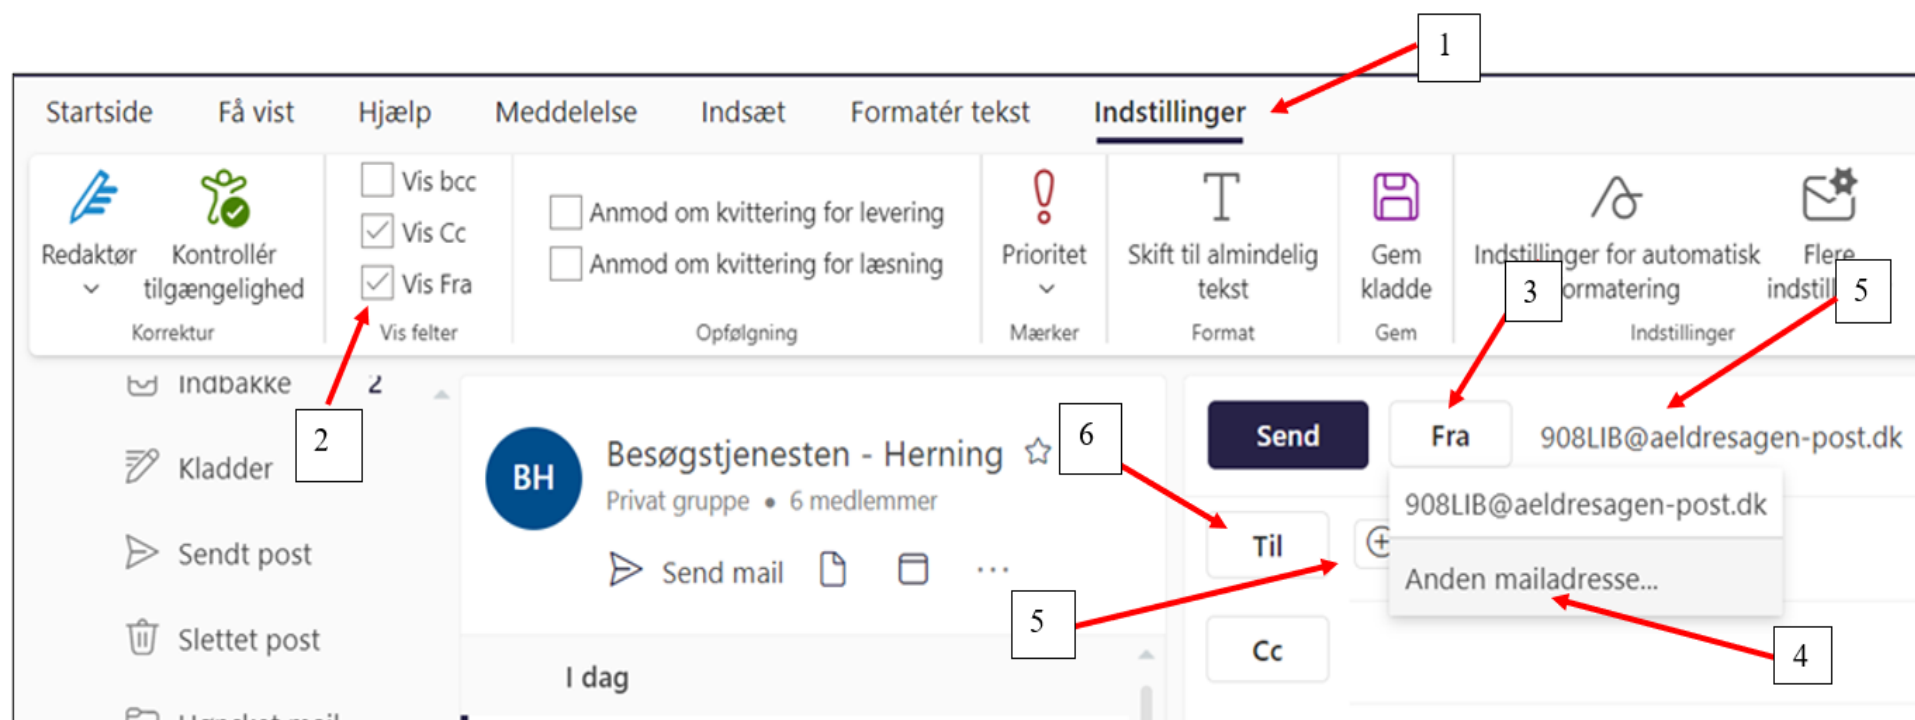 1
Startside Få vist Hjælp Meddelelse Indsæt Formatér tekst Indstillinger
Vis bcc
Vis Cc
Vis Fra
Anmod om kvittering for levering
Anmod om kvittering for læsning
Redaktør
Kontrollér
tilgængelighed
Prioritet
Skift til almindelig
tekst
Gem
kladde
Indstillinger for automatisk
ormatering
Flere
indstil
3
5
Korrektur Vis felter Opfølgning Mærker Format Gem Indstillinger
Indbakke 2
2
Kladder
Sendt post
Slettet post
BH
Besøgstjenesten - Herning
Privat gruppe • 6 medlemmer
Send mail
I dag
6
Send Fra 908LIB@aeldresagen-post.dk
908LIB@aeldresagen-post.dk
Til
Anden mailadresse...
5
Cc
4